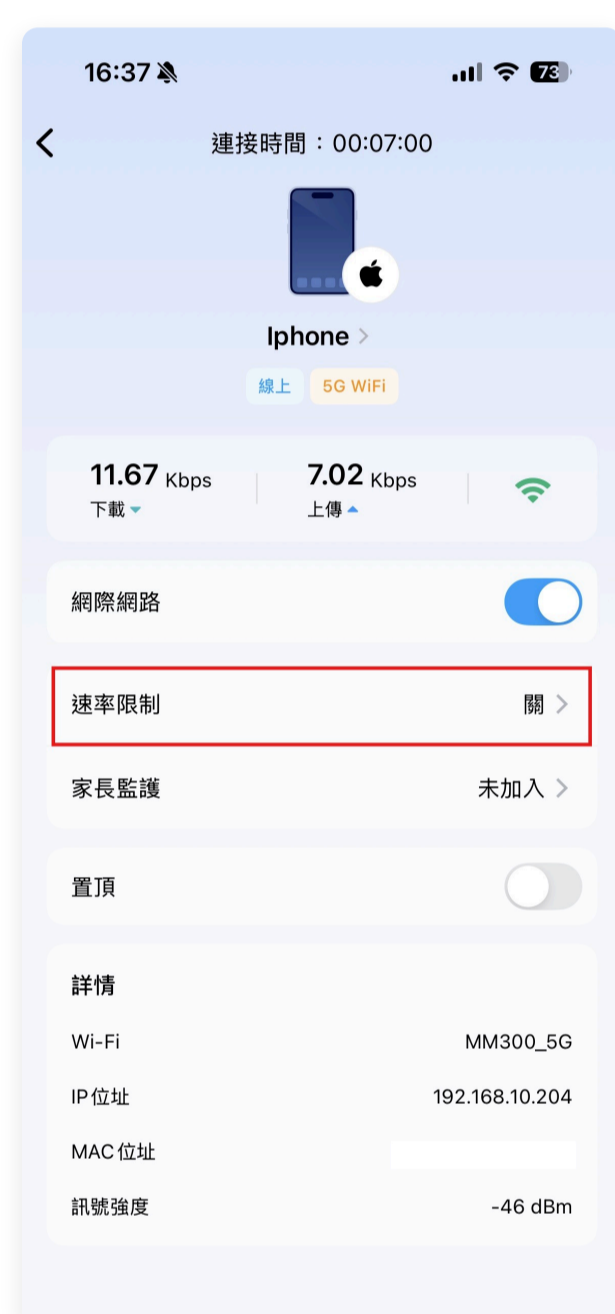 16:37
73
連接時間：00:07:00
Iphone
線上 5G WiFi
11.67 Kbps 7.02 Kbps
下載 上傳
網際網路
速率限制 關
家長監護 未加入
置頂
詳情
Wi-Fi MM300_5G
IP位址 192.168.10.204
MAC位址
訊號強度 -46 dBm